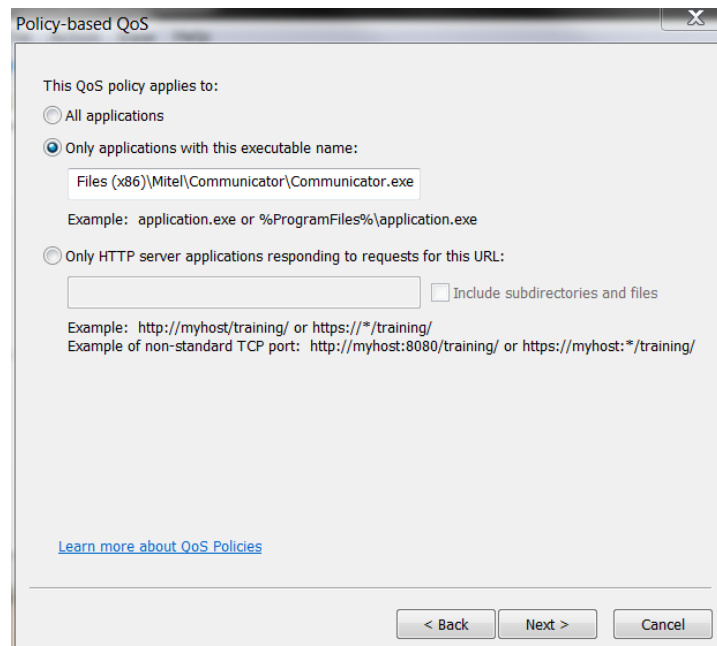 Policy-based QoS
This QoS policy applies to:
All applications
Only applications with this executable name:
Files (x86)\Mitel\Communicator\Communicator.exe
Example: application.exe or %ProgramFiles%\application.exe
Only HTTP server applications responding to requests for this URL:
Include subdirectories and files
Example: http://myhost/training/ or https://*/training/
Example of non-standard TCP port: http://myhost:8080/training/ or https://myhost:*/training/
Learn more about QoS Policies
< Back Next > Cancel